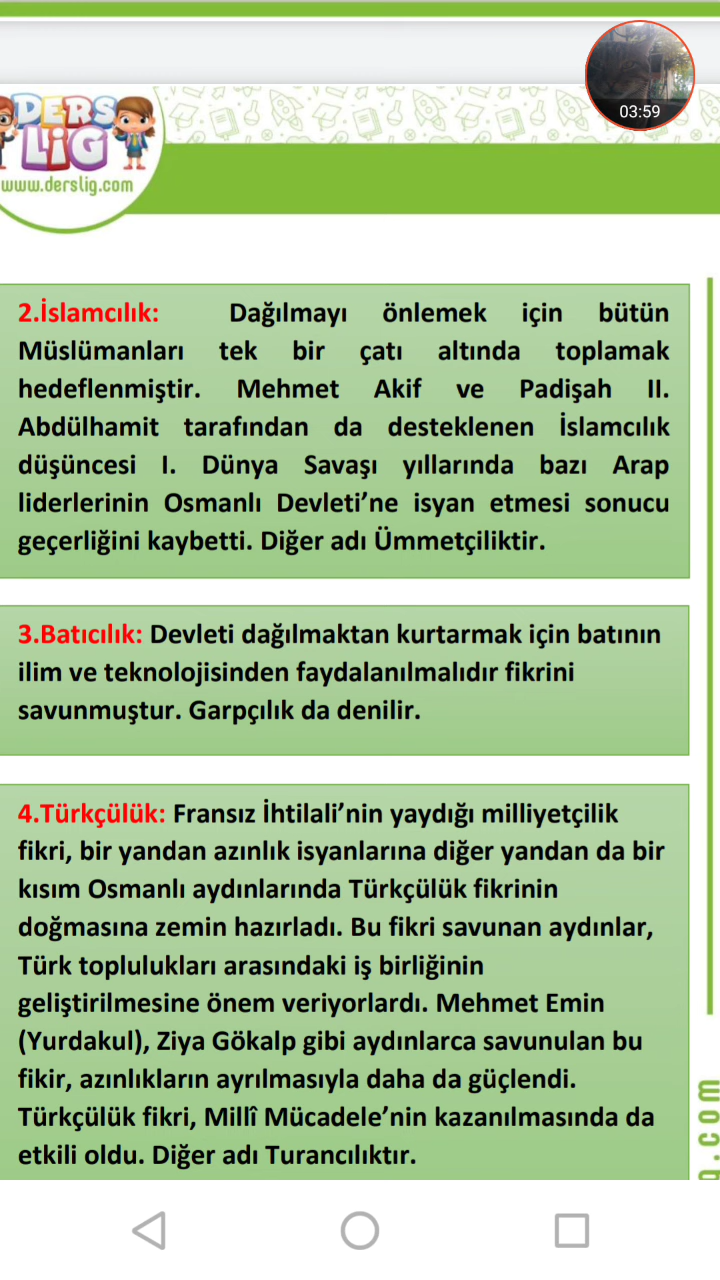 03:59
DERS
LiG
www.derslig.com
2.İslamcılık: Dağılmayı önlemek için bütün
Müslümanları tek bir çatı altında toplamak
hedeflenmiştir. Mehmet Akif ve Padişah II.
Abdülhamit tarafından da desteklenen İslamcılık
düşüncesi I. Dünya Savaşı yıllarında bazı Arap
liderlerinin Osmanlı Devleti’ne isyan etmesi sonucu
geçerliğini kaybetti. Diğer adı Ümmetçiliktir.
3.Batıcılık: Devleti dağılmaktan kurtarmak için batının
ilim ve teknolojisinden faydalanılmalıdır fikrini
savunmuştur. Garpçılık da denilir.
4.Türkçülük: Fransız İhtilali’nin yaydığı milliyetçilik
fikri, bir yandan azınlık isyanlarına diğer yandan da bir
kısım Osmanlı aydınlarında Türkçülük fikrinin
doğmasına zemin hazırladı. Bu fikri savunan aydınlar,
Türk toplulukları arasındaki iş birliğinin
geliştirilmesine önem veriyorlardı. Mehmet Emin
(Yurdakul), Ziya Gökalp gibi aydınlarca savunulan bu
fikir, azınlıkların ayrılmasıyla daha da güçlendi.
Türkçülük fikri, Millî Mücadele’nin kazanılmasında da
etkili oldu. Diğer adı Turancılıktır.
g.com